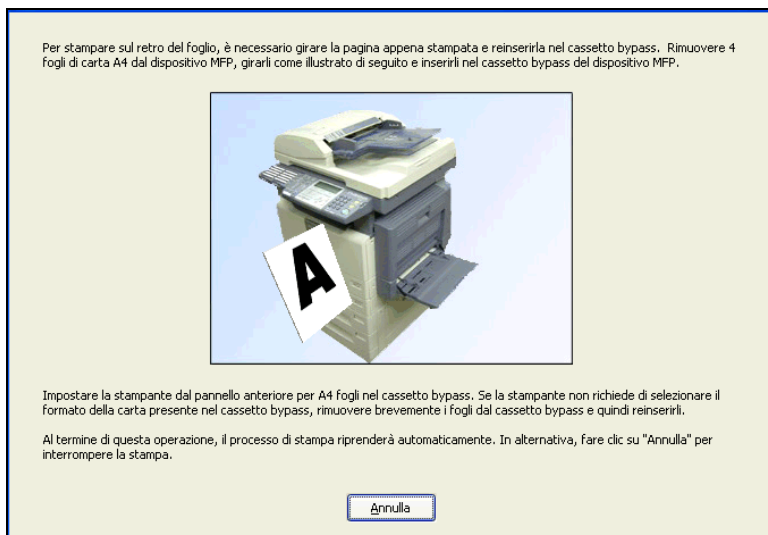 Per stampare sul retro del foglio, è necessario girare la pagina appena stampata e reinserirla nel cassetto bypass. Rimuovere 4
fogli di carta A4 dal dispositivo MFP, girarli come illustrato di seguito e inserirli nel cassetto bypass del dispositivo MFP.
A
Impostare la stampante dal pannello anteriore per A4 fogli nel cassetto bypass. Se la stampante non richiede di selezionare il
formato della carta presente nel cassetto bypass, rimuovere brevemente i fogli dal cassetto bypass e quindi reinserirli.
Al termine di questa operazione, il processo di stampa riprenderà automaticamente. In alternativa, fare clic su "Annulla" per
interrompere la stampa.
Annulla